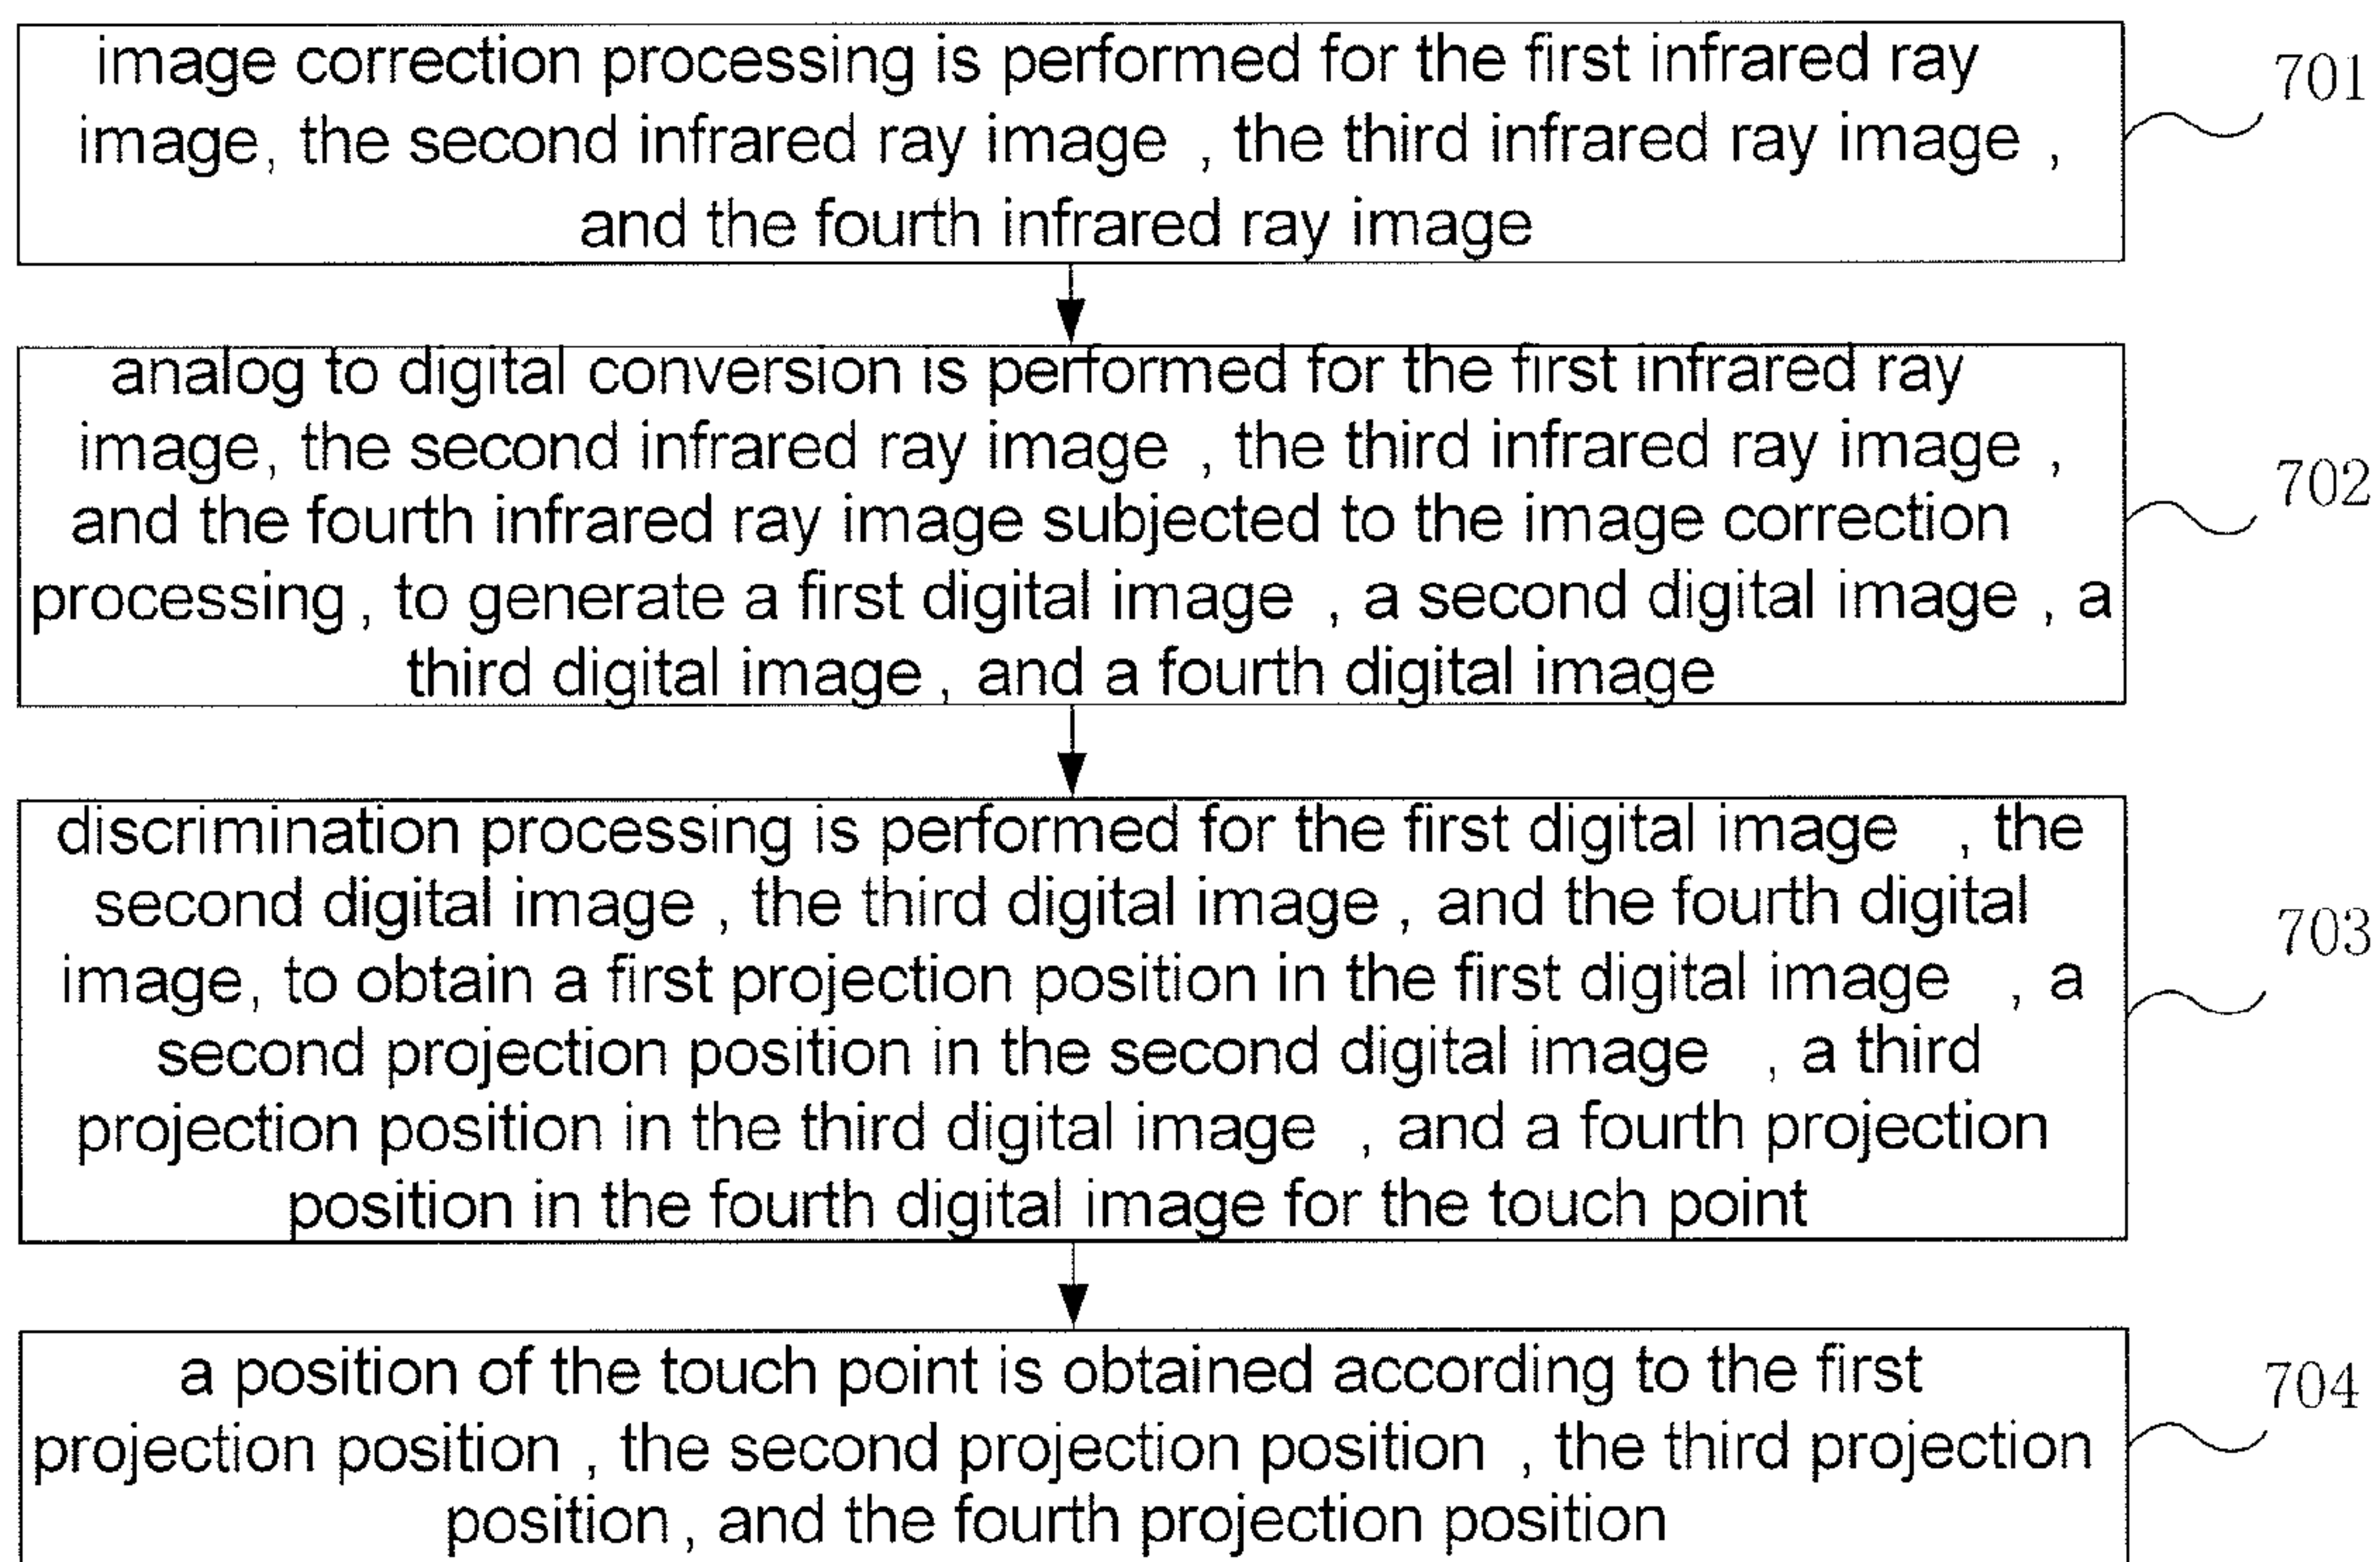 image correction processing is performed for the first infrared ray
image, the second infrared ray image , the third infrared ray image ,
and the fourth infrared ray image
701
analog to digital conversion is performed for the first infrared ray
image, the second infrared ray image , the third infrared ray image ,
and the fourth infrared ray image subjected to the image correction
processing , to generate a first digital image , a second digital image , a
third digital image , and a fourth digital image
702
discrimination processing is performed for the first digital image , the
second digital image , the third digital image , and the fourth digital
image, to obtain a first projection position in the first digital image , a
second projection position in the second digital image , a third
projection position in the third digital image , and a fourth projection
position in the fourth digital image for the touch point
703
a position of the touch point is obtained according to the first
projection position , the second projection position , the third projection
position , and the fourth projection position
704